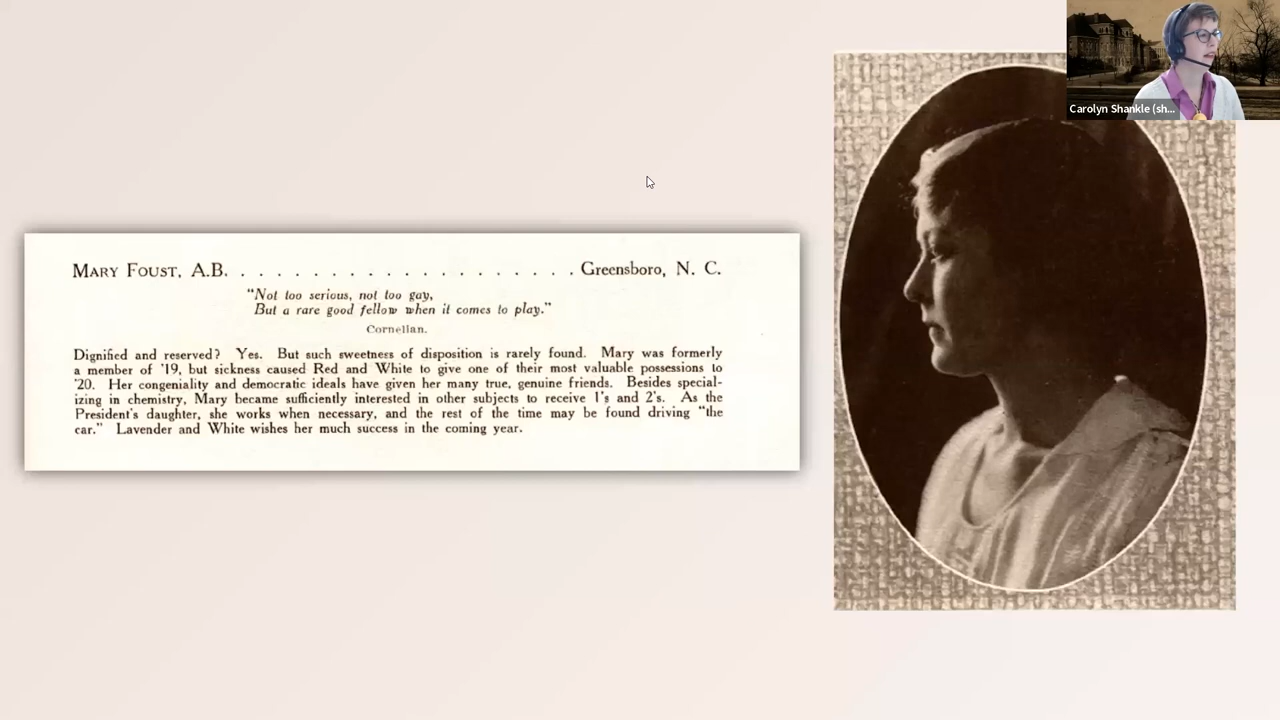 Carolyn Shankle (sh...
MARY FOUST, A.B. . . . . . . . . . . . . . . . . . . . Greensboro, N. C.
"Not too serious, not too gay,
But a rare good fellow when it comes to play."
Cornelian.
Dignified and reserved? Yes. But such sweetness of disposition is rarely found. Mary was formerly
a member of '19, but sickness caused Red and White to give one of their most valuable possessions to
'20. Her congeniality and democratic ideals have given her many true, genuine friends. Besides special-
izing in chemistry, Mary became sufficiently interested in other subjects to receive 1's and 2's. As the
President's daughter, she works when necessary, and the rest of the time may be found driving "the
car." Lavender and White wishes her much success in the coming year.